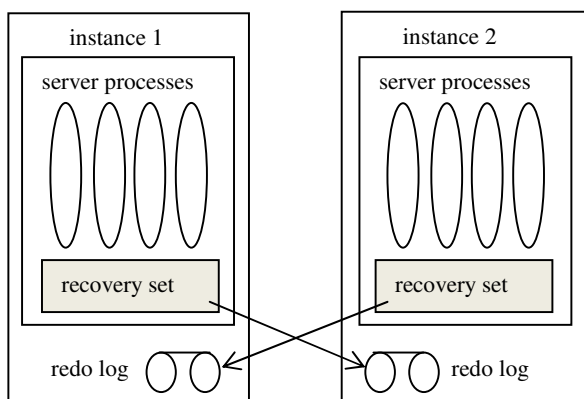 instance 1
server processes
recovery set
redo log
instance 2
server processes
recovery set
redo log